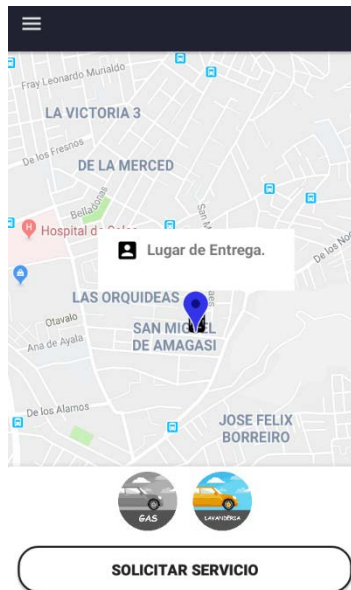 Fray Leonardo Murialdo
LA VICTORIA 3
De los Fresnos
DE LA MERCED
Belladonas
Hospital d
Lugar de Entrega.
De los No
LAS ORQUIDEAS
Otavalo
SAN MIGUEL
DE AMAGASI
Ana de Ayala
De los Alamos
JOSE FELIX
BORREIRO
GAS
LAVANDERIA
SOLICITAR SERVICIO